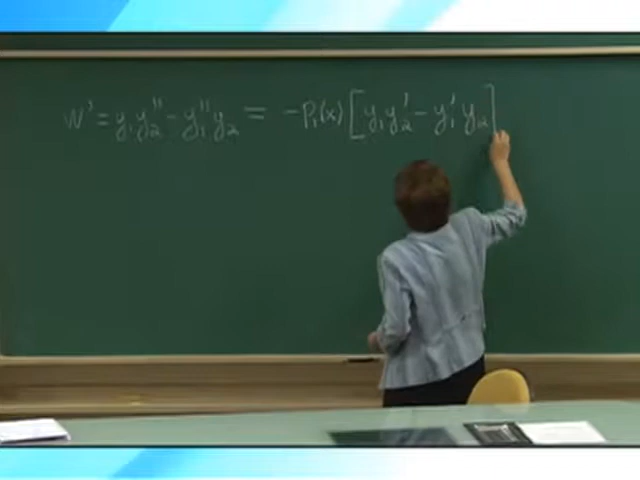 W' = y₁y₂'' - y₁''y₂ = -P₁(x) [y₁y₂' - y₁'y₂]